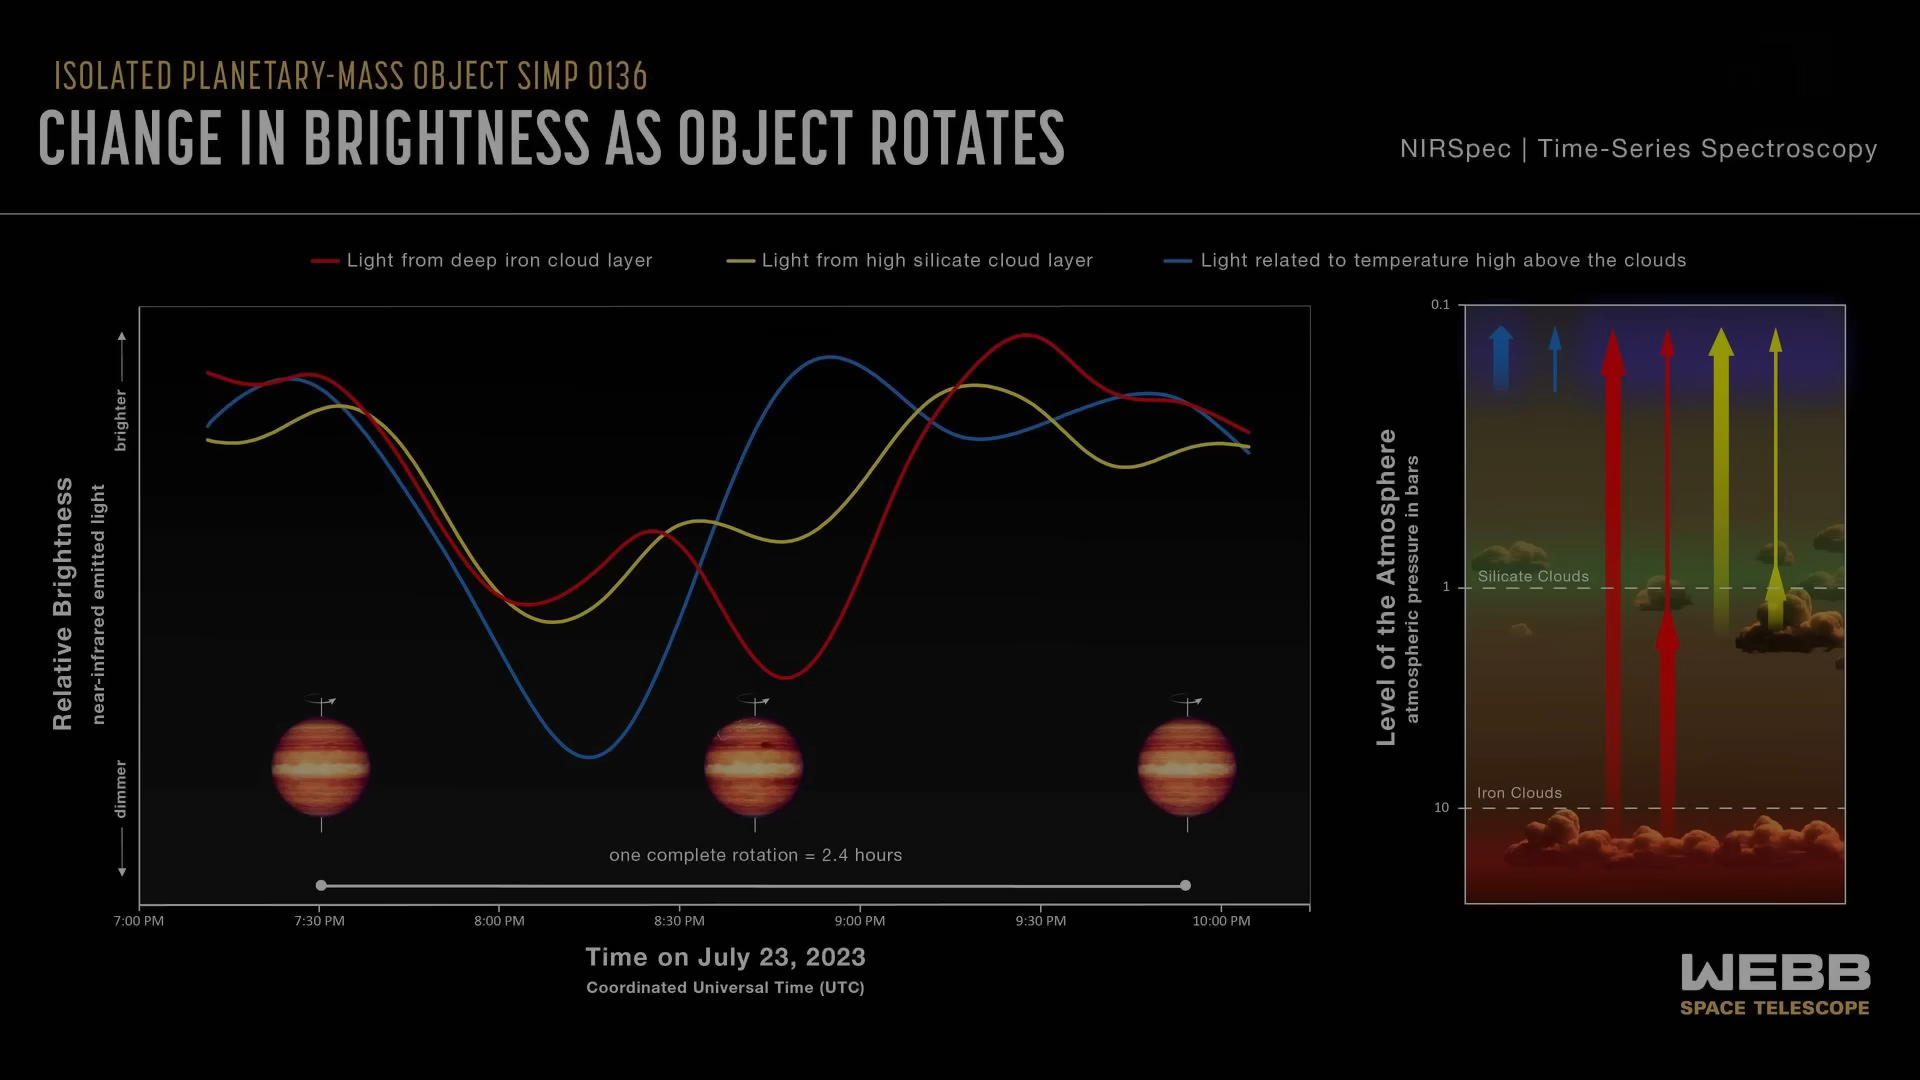 ISOLATED PLANETARY-MASS OBJECT SIMP 0136
CHANGE IN BRIGHTNESS AS OBJECT ROTATES
NIRSpec | Time-Series Spectroscopy
Light from deep iron cloud layer
Light from high silicate cloud layer
Light related to temperature high above the clouds
Relative Brightness
near-infrared emitted light
brighter
dimmer
one complete rotation = 2.4 hours
7:00 PM
7:30 PM
8:00 PM
8:30 PM
9:00 PM
9:30 PM
10:00 PM
Time on July 23, 2023
Coordinated Universal Time (UTC)
Level of the Atmosphere
atmospheric pressure in bars
0.1
1
10
Silicate Clouds
Iron Clouds
WEBB
SPACE TELESCOPE